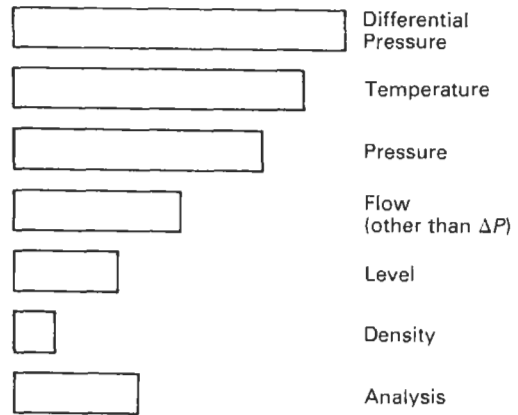 Differential
Pressure
Temperature
Pressure
Flow
(other than ΔP)
Level
Density
Analysis